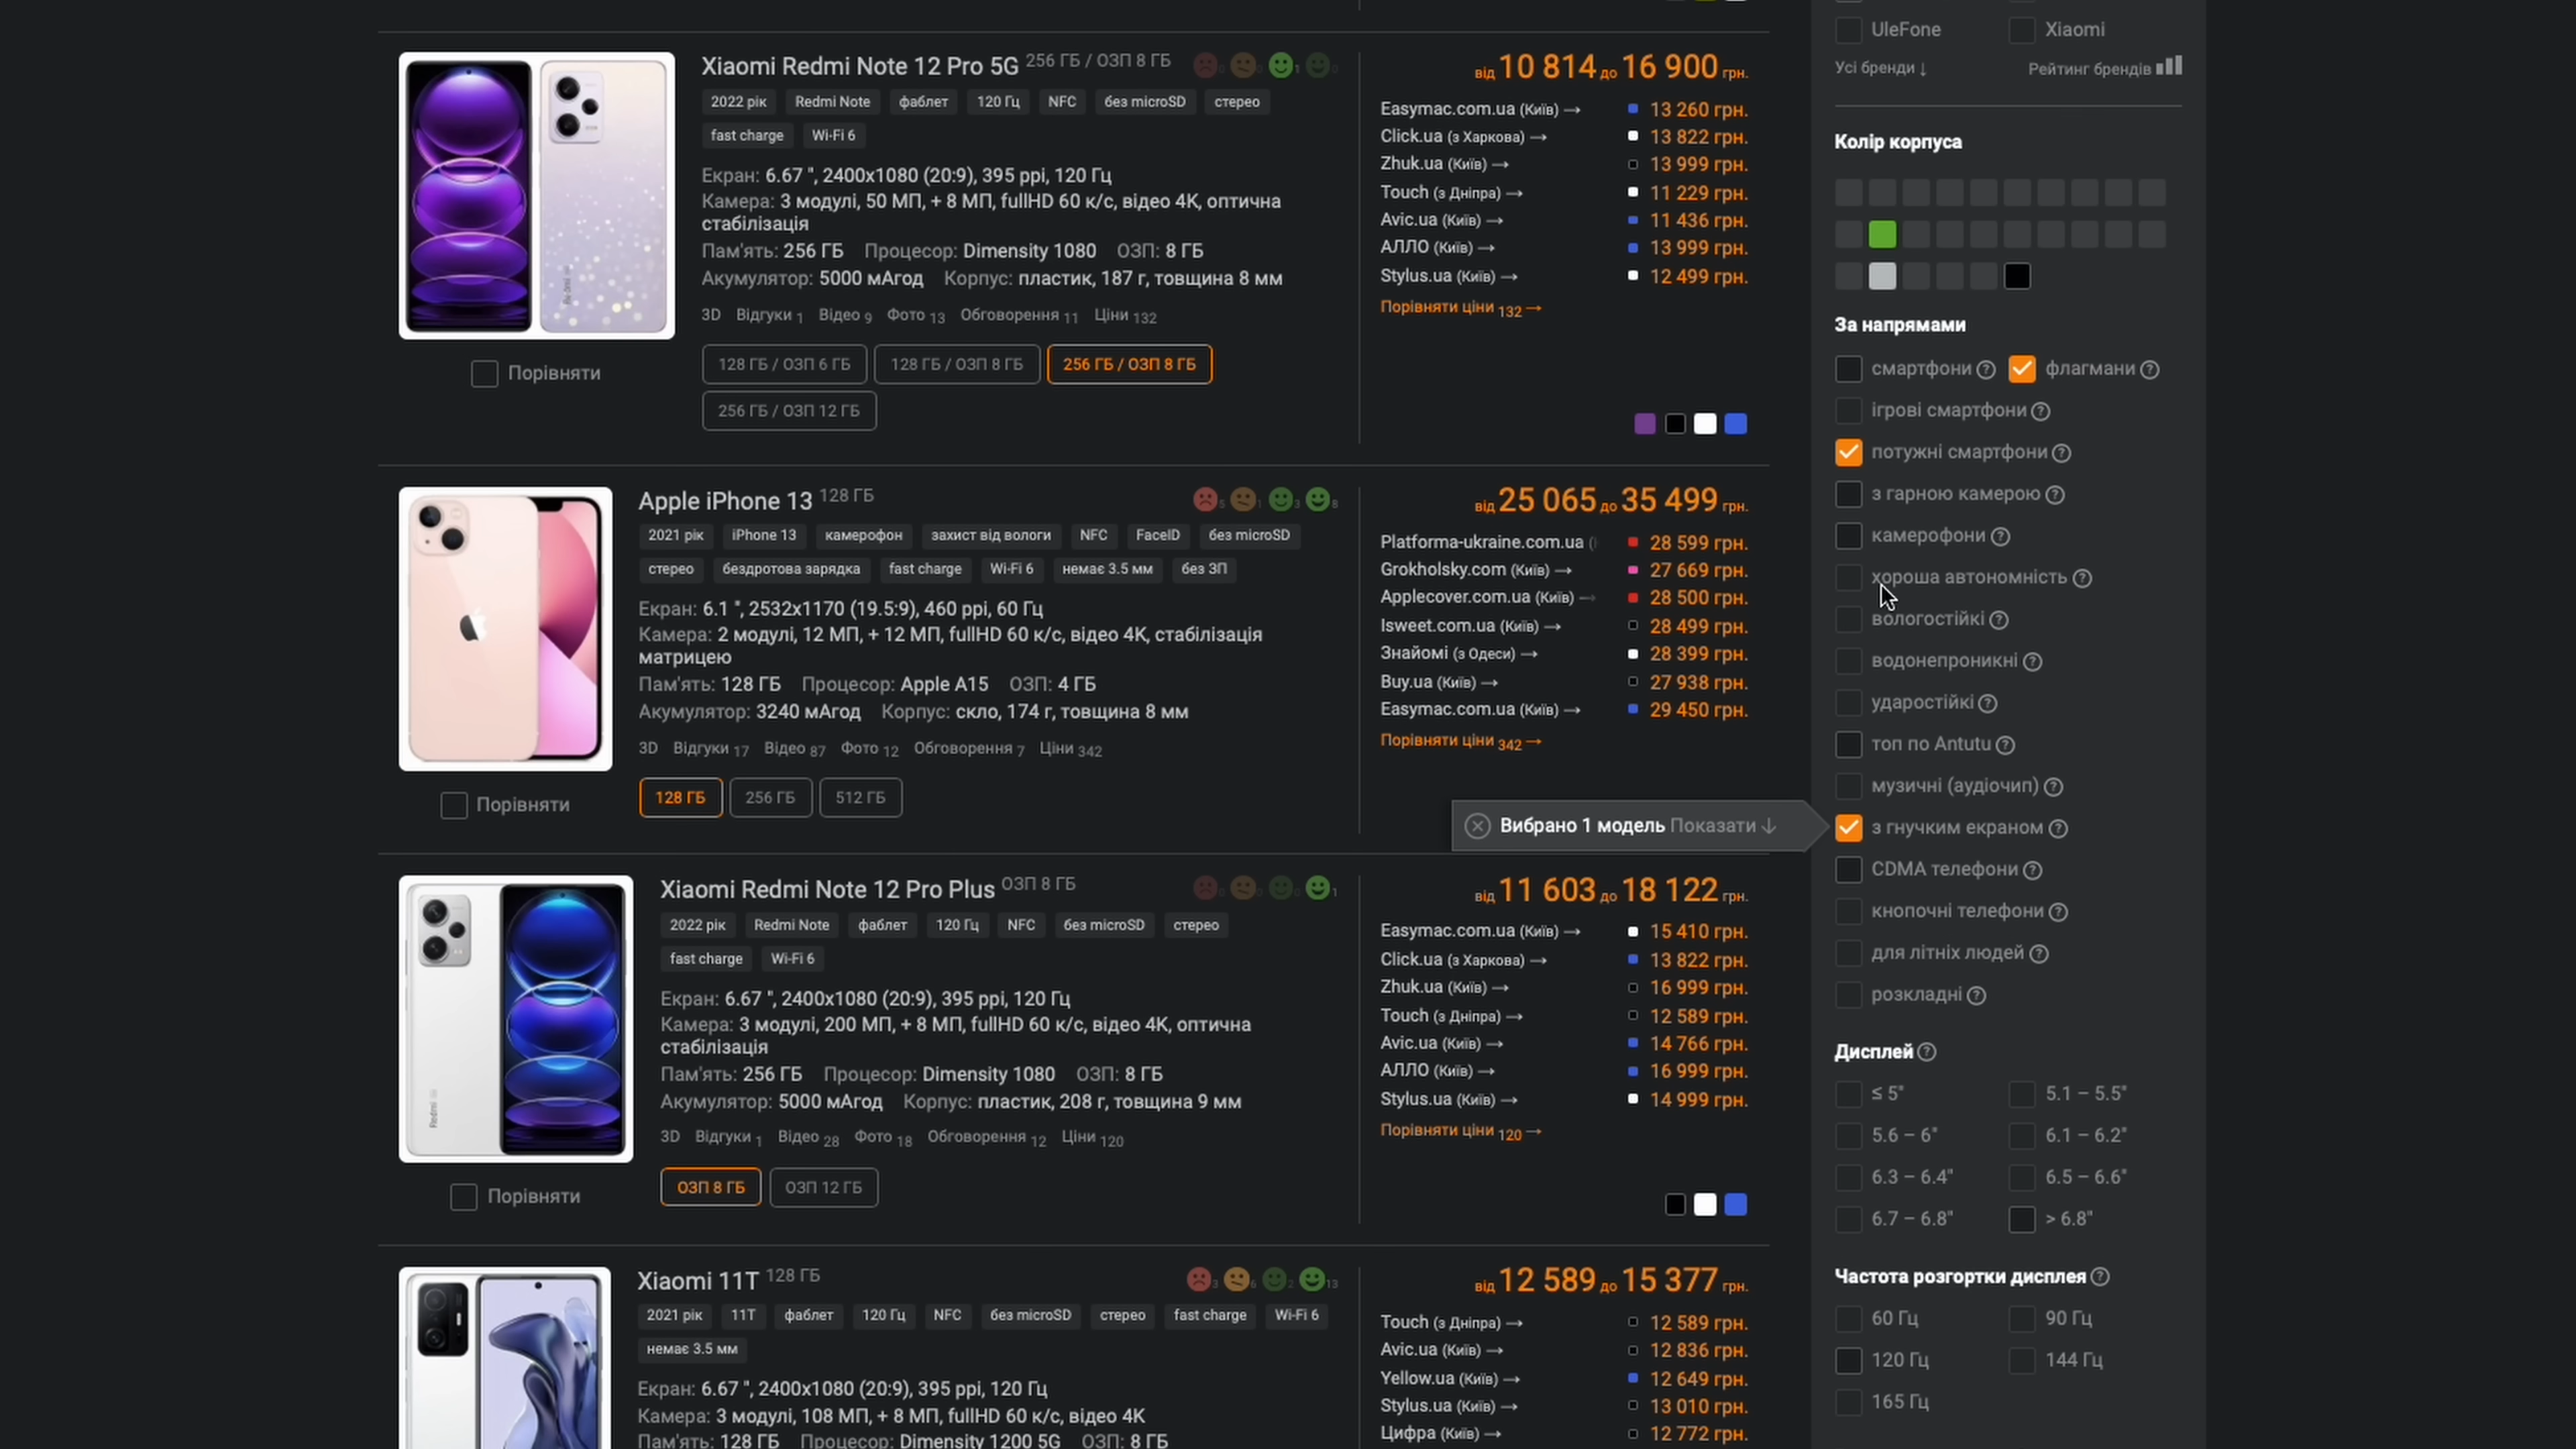 Xiaomi Redmi Note 12 Pro 5G 256 ГБ / ОЗП 8 ГБ
2022 рік Redmi Note фаблет 120 Гц NFC без microSD стерео
fast charge Wi-Fi 6
Екран: 6.67 ", 2400x1080 (20:9), 395 ppi, 120 Гц
Камера: 3 модулі, 50 МП, + 8 МП, fullHD 60 к/с, відео 4K, оптична
стабілізація
Пам'ять: 256 ГБ Процесор: Dimensity 1080 ОЗП: 8 ГБ
Акумулятор: 5000 мАгод Корпус: пластик, 187 г, товщина 8 мм
3D Відгуки 1 Відео 9 Фото 13 Обговорення 11 Ціни 132
128 ГБ / ОЗП 6 ГБ 128 ГБ / ОЗП 8 ГБ 256 ГБ / ОЗП 8 ГБ
256 ГБ / ОЗП 12 ГБ
Порівняти
від 10 814 до 16 900 грн.
Easymac.com.ua (Київ) → 13 260 грн.
Click.ua (з Харкова) → 13 822 грн.
Zhuk.ua (Київ) → 13 999 грн.
Touch (з Дніпра) → 11 229 грн.
Avic.ua (Київ) → 11 436 грн.
АЛЛО (Київ) → 13 999 грн.
Stylus.ua (Київ) → 12 499 грн.
Порівняти ціни 132 →
Apple iPhone 13 128 ГБ
5 1 3 8
2021 рік iPhone 13 камерофон захист від вологи NFC FaceID без microSD
стерео бездротова зарядка fast charge Wi-Fi 6 немає 3.5 мм без ЗП
Екран: 6.1 ", 2532x1170 (19.5:9), 460 ppi, 60 Гц
Камера: 2 модулі, 12 МП, + 12 МП, fullHD 60 к/с, відео 4K, стабілізація
матрицею
Пам'ять: 128 ГБ Процесор: Apple A15 ОЗП: 4 ГБ
Акумулятор: 3240 мАгод Корпус: скло, 174 г, товщина 8 мм
3D Відгуки 17 Відео 87 Фото 12 Обговорення 7 Ціни 342
128 ГБ 256 ГБ 512 ГБ
Порівняти
від 25 065 до 35 499 грн.
Platforma-ukraine.com.ua ( 28 599 грн.
Grokholsky.com (Київ) → 27 669 грн.
Applecover.com.ua (Київ) → 28 500 грн.
Isweet.com.ua (Київ) → 28 499 грн.
Знайомі (з Одеси) → 28 399 грн.
Buy.ua (Київ) → 27 938 грн.
Easymac.com.ua (Київ) → 29 450 грн.
Порівняти ціни 342 →
Вибрано 1 модель Показати ↓
Xiaomi Redmi Note 12 Pro Plus ОЗП 8 ГБ
2022 рік Redmi Note фаблет 120 Гц NFC без microSD стерео
fast charge Wi-Fi 6
Екран: 6.67 ", 2400x1080 (20:9), 395 ppi, 120 Гц
Камера: 3 модулі, 200 МП, + 8 МП, fullHD 60 к/с, відео 4K, оптична
стабілізація
Пам'ять: 256 ГБ Процесор: Dimensity 1080 ОЗП: 8 ГБ
Акумулятор: 5000 мАгод Корпус: пластик, 208 г, товщина 9 мм
3D Відгуки 1 Відео 28 Фото 18 Обговорення 12 Ціни 120
ОЗП 8 ГБ ОЗП 12 ГБ
Порівняти
від 11 603 до 18 122 грн.
Easymac.com.ua (Київ) → 15 410 грн.
Click.ua (з Харкова) → 13 822 грн.
Zhuk.ua (Київ) → 16 999 грн.
Touch (з Дніпра) → 12 589 грн.
Avic.ua (Київ) → 14 766 грн.
АЛЛО (Київ) → 16 999 грн.
Stylus.ua (Київ) → 14 999 грн.
Порівняти ціни 120 →
Xiaomi 11T 128 ГБ
3 6 2 13
2021 рік 11T фаблет 120 Гц NFC без microSD стерео fast charge Wi-Fi 6
немає 3.5 мм
Екран: 6.67 ", 2400x1080 (20:9), 395 ppi, 120 Гц
Камера: 3 модулі, 108 МП, + 8 МП, fullHD 60 к/с, відео 4K
Пам'ять: 128 ГБ Процесор: Dimensity 1200 5G ОЗП: 8 ГБ
від 12 589 до 15 377 грн.
Touch (з Дніпра) → 12 589 грн.
Avic.ua (Київ) → 12 836 грн.
Yellow.ua (Київ) → 12 649 грн.
Stylus.ua (Київ) → 13 010 грн.
Цифра (Київ) → 12 772 грн.
UleFone Xiaomi
Усі бренди ↓ Рейтинг брендів
Колір корпуса
За напрямами
смартфони ? флагмани ?
ігрові смартфони ?
потужні смартфони ?
з гарною камерою ?
камерофони ?
хороша автономність ?
вологостійкі ?
водонепроникні ?
ударостійкі ?
топ по Antutu ?
музичні (аудіочип) ?
з гнучким екраном ?
CDMA телефони ?
кнопочні телефони ?
для літніх людей ?
розкладні ?
Дисплей ?
≤ 5" 5.1 – 5.5"
5.6 – 6" 6.1 – 6.2"
6.3 – 6.4" 6.5 – 6.6"
6.7 – 6.8" > 6.8"
Частота розгортки дисплея ?
60 Гц 90 Гц
120 Гц 144 Гц
165 Гц